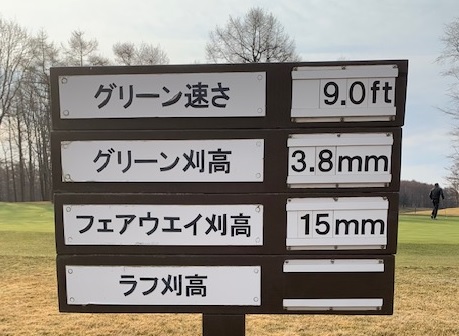 グリーン速さ 9.0ft
グリーン刈高 3.8mm
フェアウエイ刈高 15mm
ラフ刈高